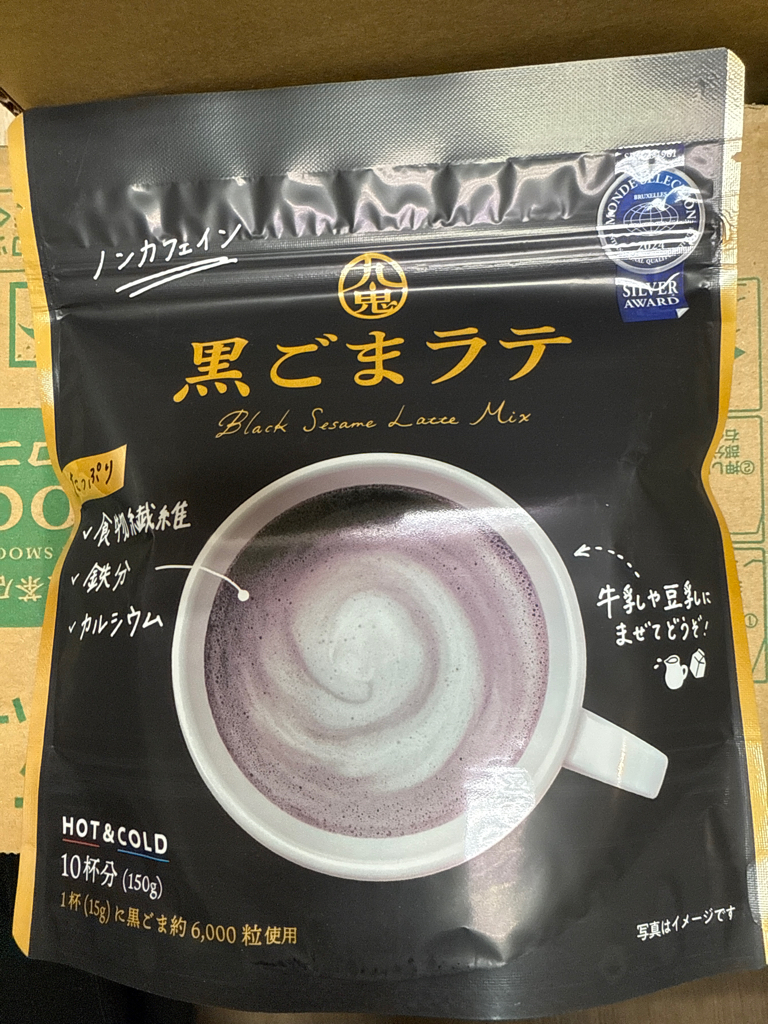 ノンカフェイン
MONDE SELECTION
BRUXELLES
2024
SILVER
AWARD
九鬼
黒ごまラテ
Black Sesame Latte Mix
たっぷり
✓食物繊維
✓鉄分
✓カルシウム
牛乳や豆乳に
まぜてどうぞ!
HOT&COLD
10杯分(150g)
1杯(15g)に黒ごま約6,000粒使用
写真はイメージです